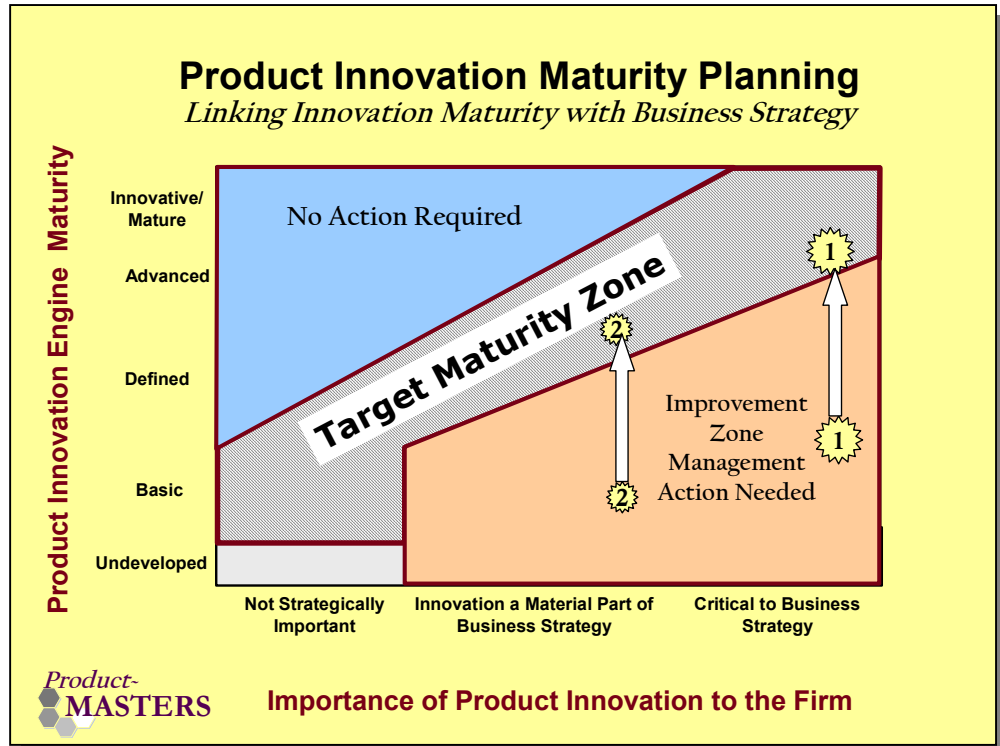 Product Innovation Maturity Planning
Linking Innovation Maturity with Business Strategy
Product Innovation Engine Maturity
Innovative/
Mature
Advanced
Defined
Basic
Undeveloped
No Action Required
Target Maturity Zone
1
2
Improvement
Zone
Management
Action Needed
1
2
Not Strategically
Important
Innovation a Material Part of
Business Strategy
Critical to Business
Strategy
Product-
MASTERS
Importance of Product Innovation to the Firm